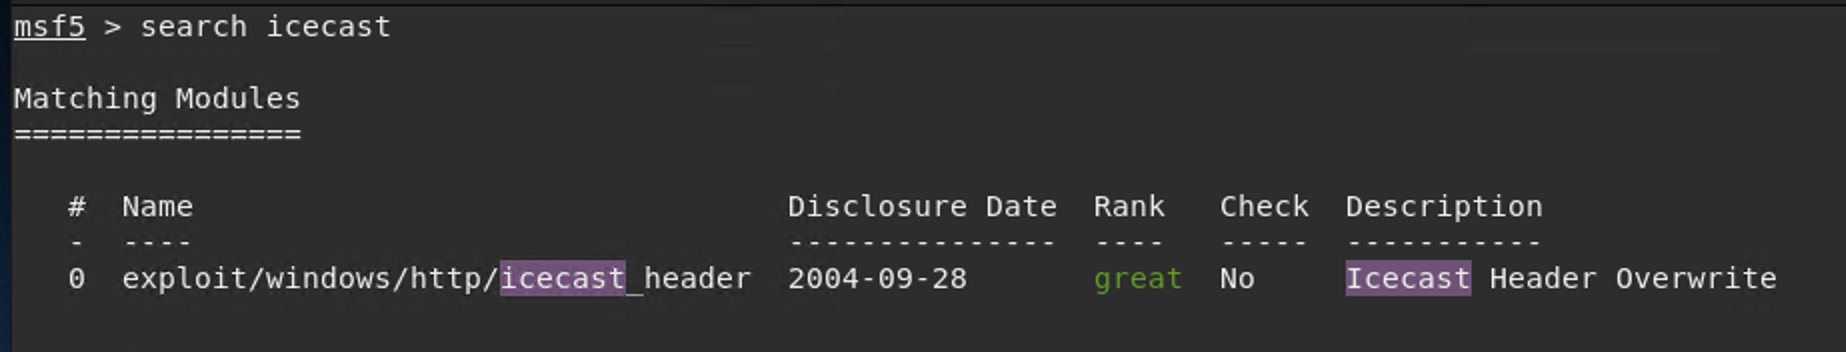 msf5 > search icecast
Matching Modules
================
# Name Disclosure Date Rank Check Description
- ---- --------------- ---- ----- -----------
0 exploit/windows/http/icecast_header 2004-09-28 great No Icecast Header Overwrite